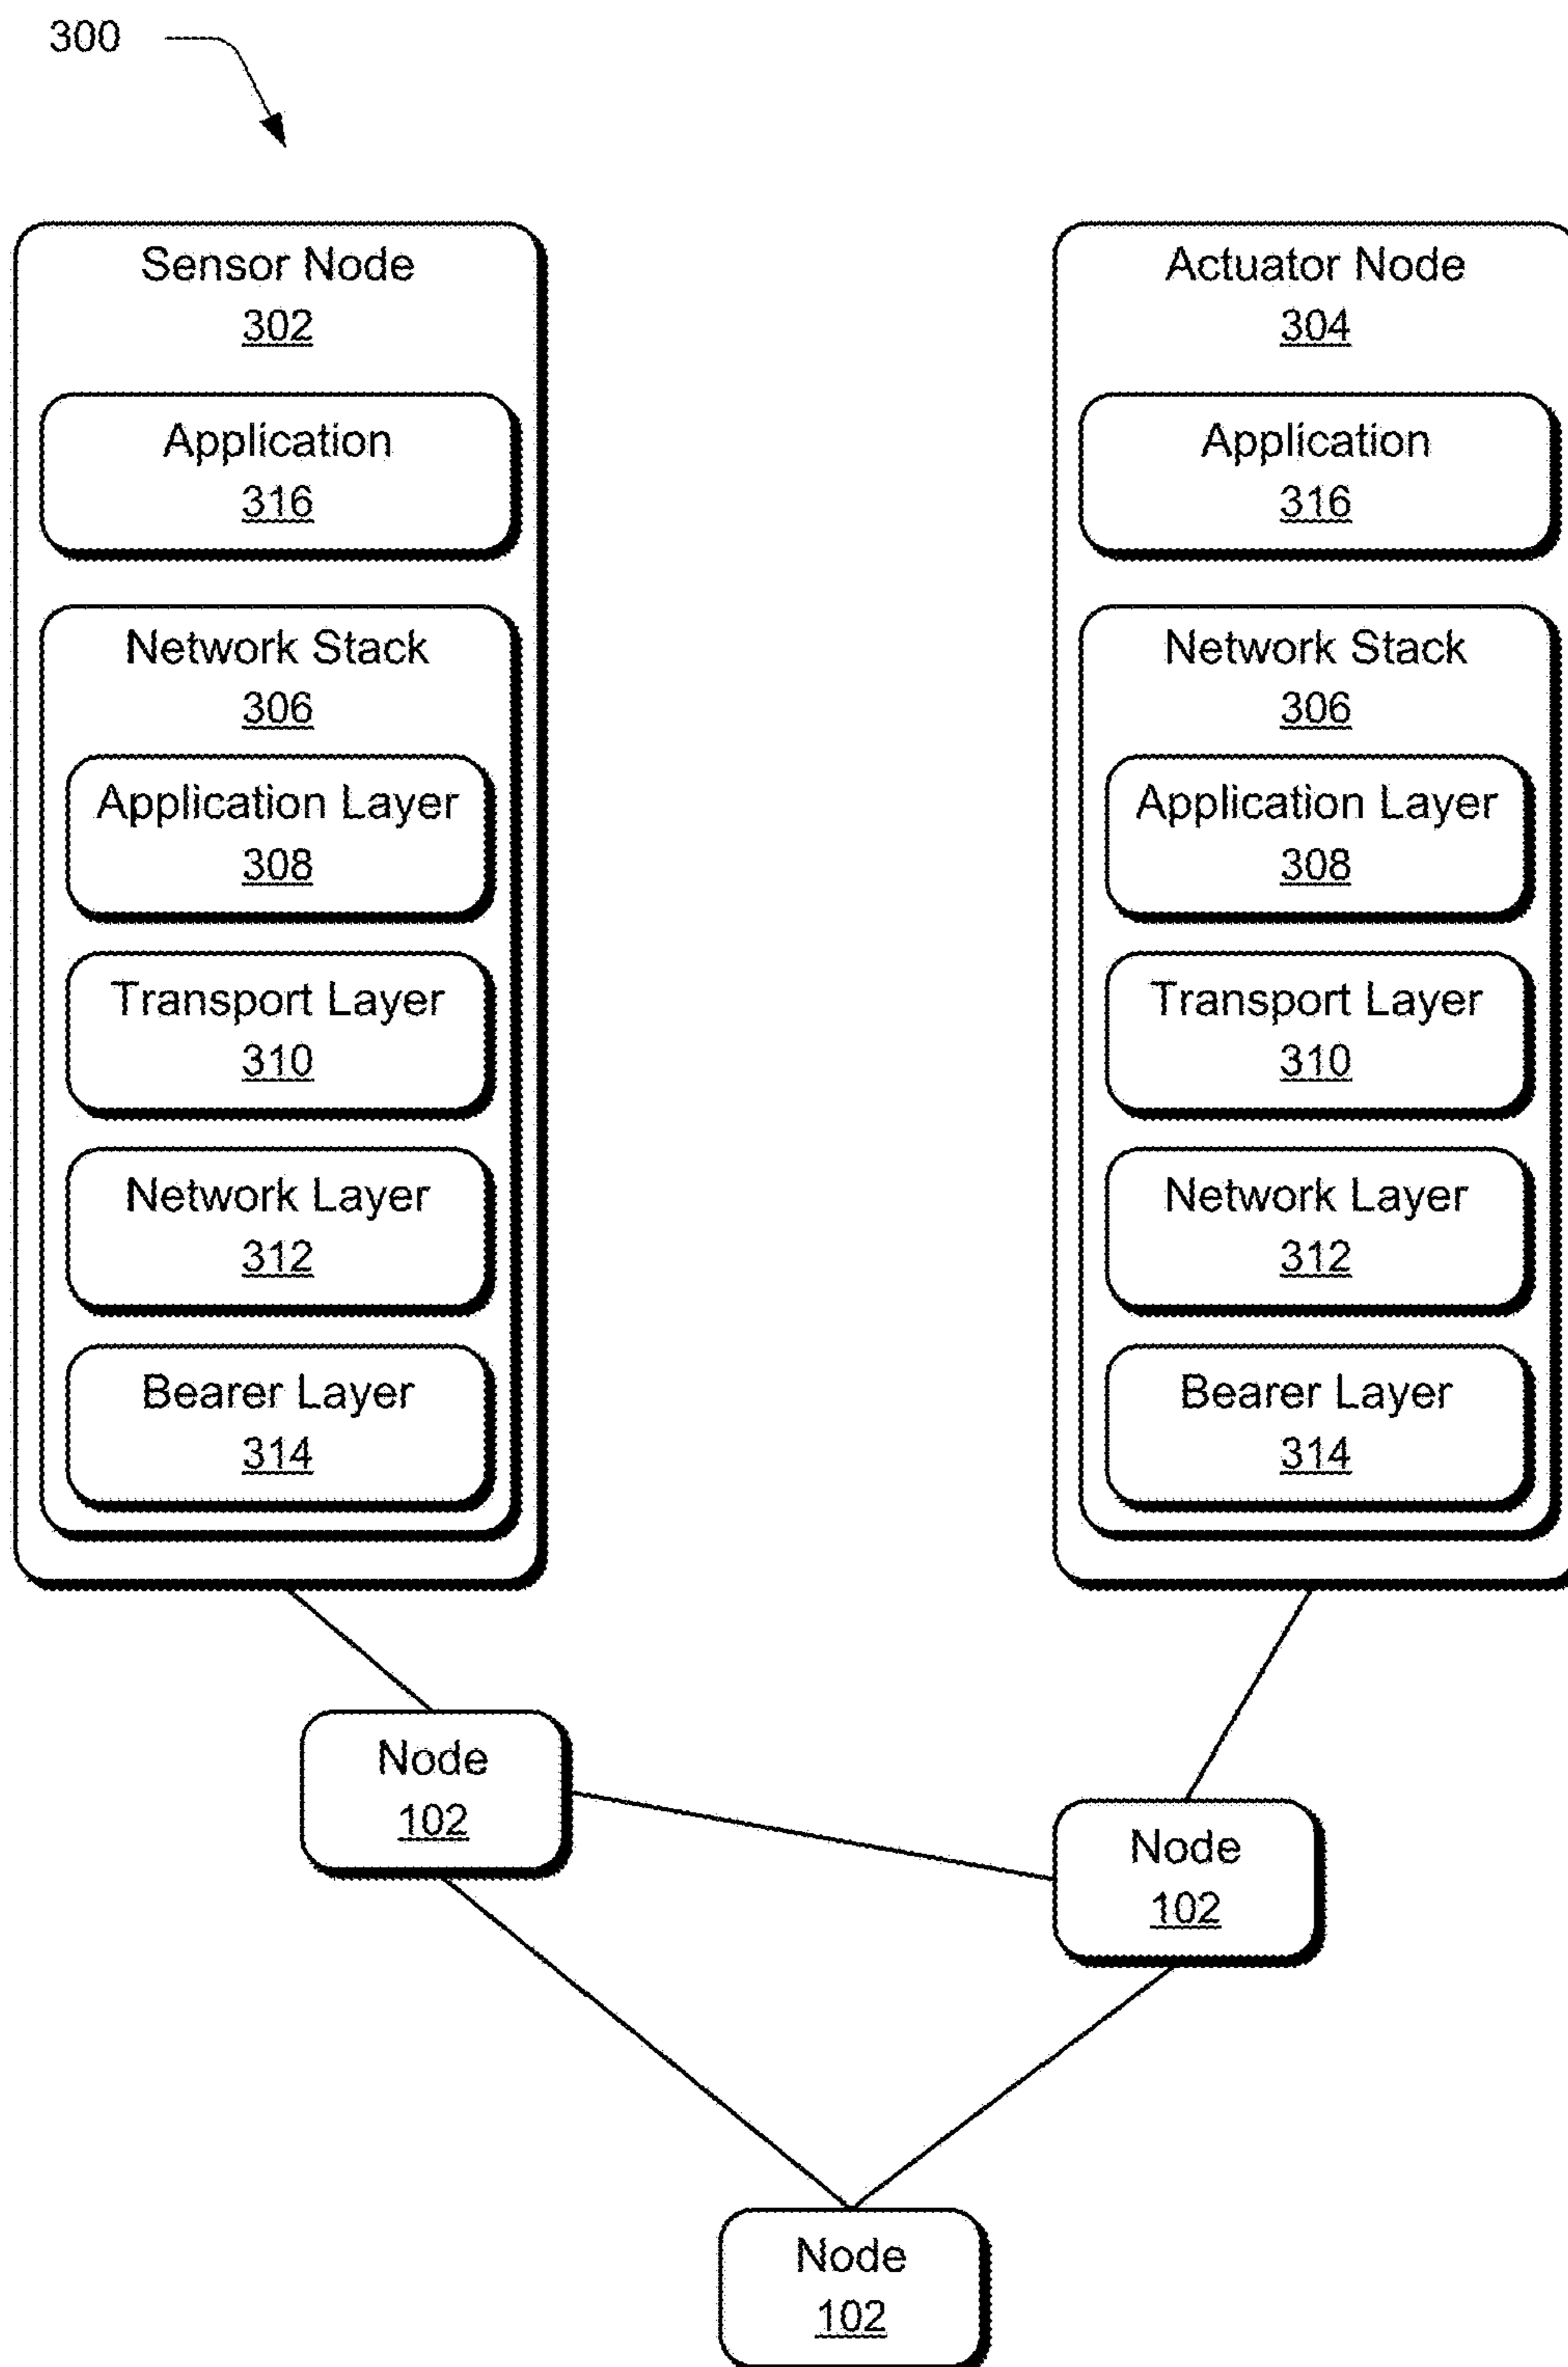 300
Sensor Node
302
Application
316
Network Stack
306
Application Layer
308
Transport Layer
310
Network Layer
312
Bearer Layer
314
Actuator Node
304
Application
316
Network Stack
306
Application Layer
308
Transport Layer
310
Network Layer
312
Bearer Layer
314
Node
102
Node
102
Node
102